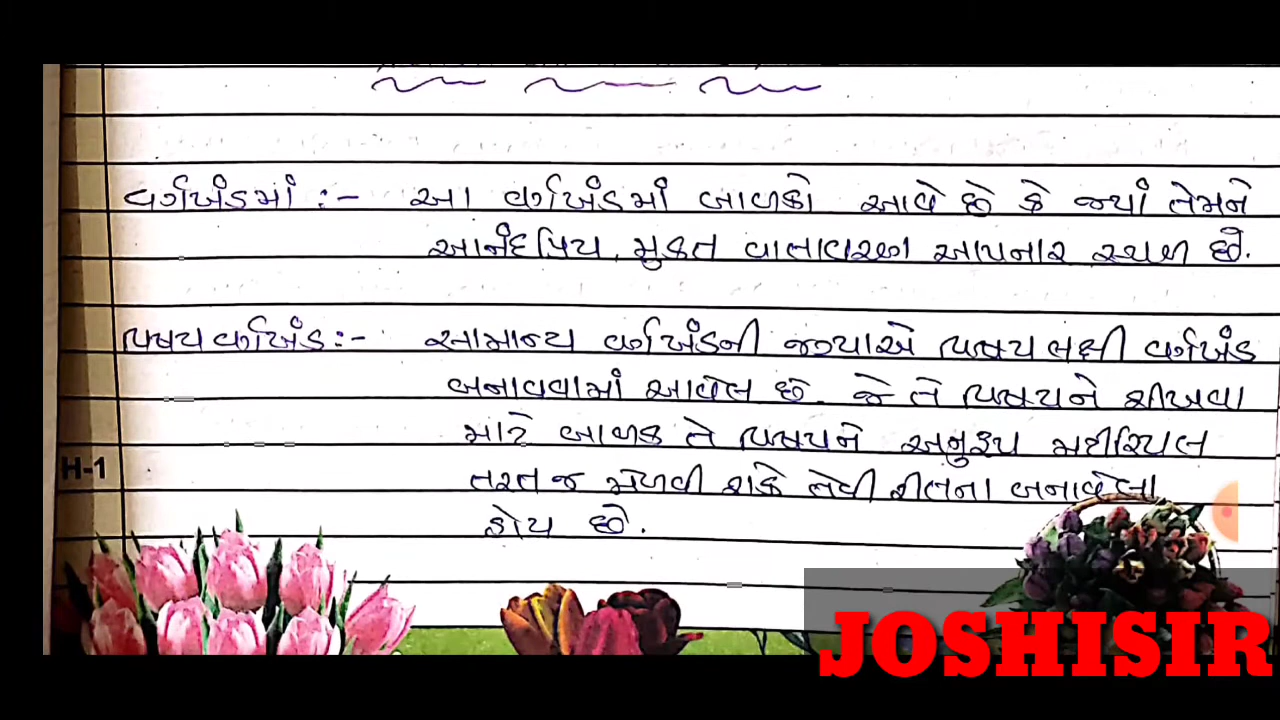 વર્ગખંડમાં :- આ વર્ગખંડમાં બાળકો આવે છે કે જ્યાં તેમને
આનંદપ્રિય, મુક્ત વાતાવરણ આપનાર સ્થળ છે.
વિષય વર્ગખંડ :- સામાન્ય વર્ગખંડની જગ્યાએ વિષય લક્ષી વર્ગખંડ
બનાવવામાં આવેલ છે. જે તે વિષયને શીખવા
માટે બાળક તે વિષયને અનુરૂપ મટીરિયલ
તરત જ મેળવી શકે તેવી રીતના બનાવેલા
હોય છે.
H-1
JOSHISIR